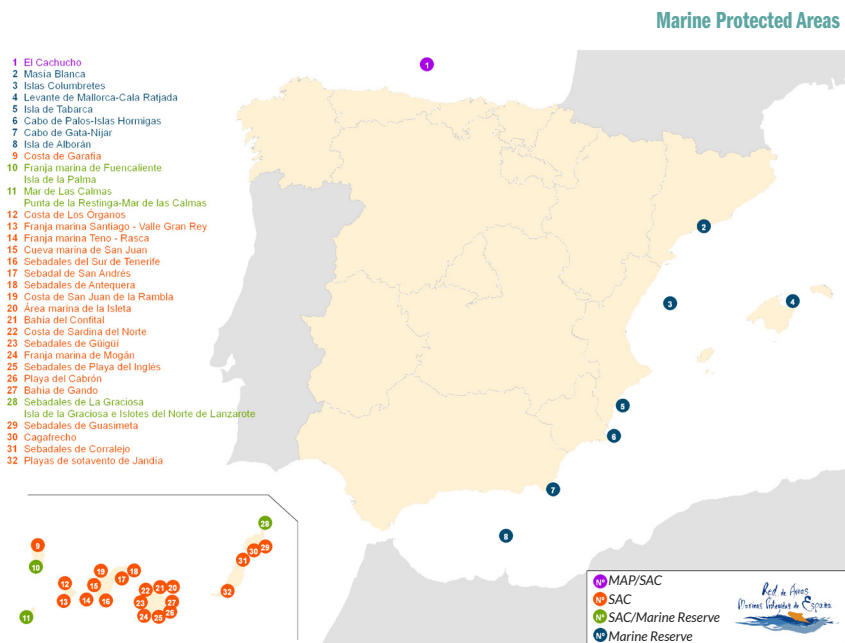 Marine Protected Areas
1 El Cachucho
2 Masía Blanca
3 Islas Columbretes
4 Levante de Mallorca-Cala Ratjada
5 Isla de Tabarca
6 Cabo de Palos-Islas Hormigas
7 Cabo de Gata-Níjar
8 Isla de Alborán
9 Costa de Garafía
10 Franja marina de Fuencaliente
Isla de la Palma
11 Mar de Las Calmas
Punta de la Restinga-Mar de las Calmas
12 Costa de Los Órganos
13 Franja marina Santiago - Valle Gran Rey
14 Franja marina Teno - Rasca
15 Cueva marina de San Juan
16 Sebadales del Sur de Tenerife
17 Sebadal de San Andrés
18 Sebadales de Antequera
19 Costa de San Juan de la Rambla
20 Área marina de la Isleta
21 Bahía del Confital
22 Costa de Sardina del Norte
23 Sebadales de Güigüí
24 Franja marina de Mogán
25 Sebadales de Playa del Inglés
26 Playa del Cabrón
27 Bahía de Gando
28 Sebadales de La Graciosa
Isla de la Graciosa e Islotes del Norte de Lanzarote
29 Sebadales de Guasimeta
30 Cagafrecho
31 Sebadales de Corralejo
32 Playas de sotavento de Jandía
1
2
3
4
5
6
7
8
9
10
11
12
13
14
15
16
17
18
19
20
21
22
23
24
25
26
27
28
29
30
31
32
Nº MAP/SAC
Nº SAC
Nº SAC/Marine Reserve
Nº Marine Reserve
Red de Áreas
Marinas Protegidas de España